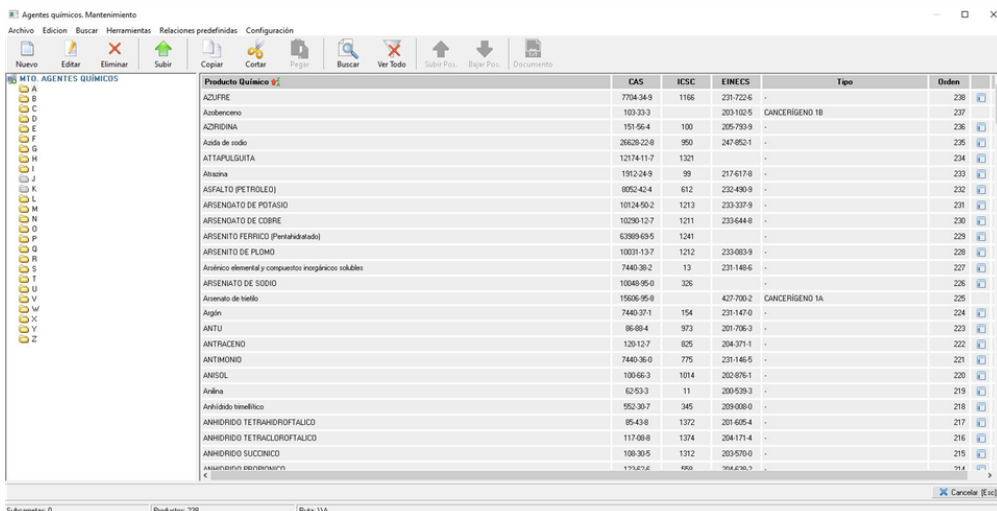 Agentes químicos. Mantenimiento
Archivo Edicion Buscar Herramientas Relaciones predefinidas Configuración
Nuevo Editar Eliminar Subir Copiar Cortar Pegar Buscar Ver Todo Subir Pos. Bajar Pos. Documento
MTO. AGENTES QUÍMICOS
A
B
C
D
E
F
G
H
I
J
K
L
M
N
O
P
Q
R
S
T
U
V
W
X
Y
Z
Producto Químico CAS ICSC EINECS Tipo Orden
AZUFRE 7704-34-9 1166 231-722-6 - 238
Azobenceno 103-33-3 203-102-5 CANCERÍGENO 1B 237
AZIRIDINA 151-56-4 100 205-793-9 - 236
Azida de sodio 26628-22-8 950 247-852-1 - 235
ATTAPULGUITA 12174-11-7 1321 - 234
Atrazina 1912-24-9 99 217-617-8 - 233
ASFALTO (PETROLEO) 8052-42-4 612 232-490-9 - 232
ARSENOATO DE POTASIO 10124-50-2 1213 233-337-9 - 231
ARSENOATO DE COBRE 10290-12-7 1211 233-644-8 - 230
ARSENITO FERRICO (Pentahidratado) 63989-69-5 1241 - 229
ARSENITO DE PLOMO 10031-13-7 1212 233-083-9 - 228
Arsénico elemental y compuestos inorgánicos solubles 7440-38-2 13 231-148-6 - 227
ARSENIATO DE SODIO 10048-95-0 326 - 226
Arsenato de trietilo 15606-95-8 427-700-2 CANCERÍGENO 1A 225
Argón 7440-37-1 154 231-147-0 - 224
ANTU 86-88-4 973 201-706-3 - 223
ANTRACENO 120-12-7 825 204-371-1 - 222
ANTIMONIO 7440-36-0 775 231-146-5 - 221
ANISOL 100-66-3 1014 202-876-1 - 220
Anilina 62-53-3 11 200-539-3 - 219
Anhídrido trimellítico 552-30-7 345 209-008-0 - 218
ANHIDRIDO TETRAHIDROFTALICO 85-43-8 1372 201-605-4 - 217
ANHIDRIDO TETRACLOROFTALICO 117-08-8 1374 204-171-4 - 216
ANHIDRIDO SUCCINICO 108-30-5 1312 203-570-0 - 215
ANHIDRIDO PROPIONICO 123-62-6 558 204-638-2 - 214
Cancelar [Esc]
Subcarpetas: 0 Productos: 238 Ruta: \\A